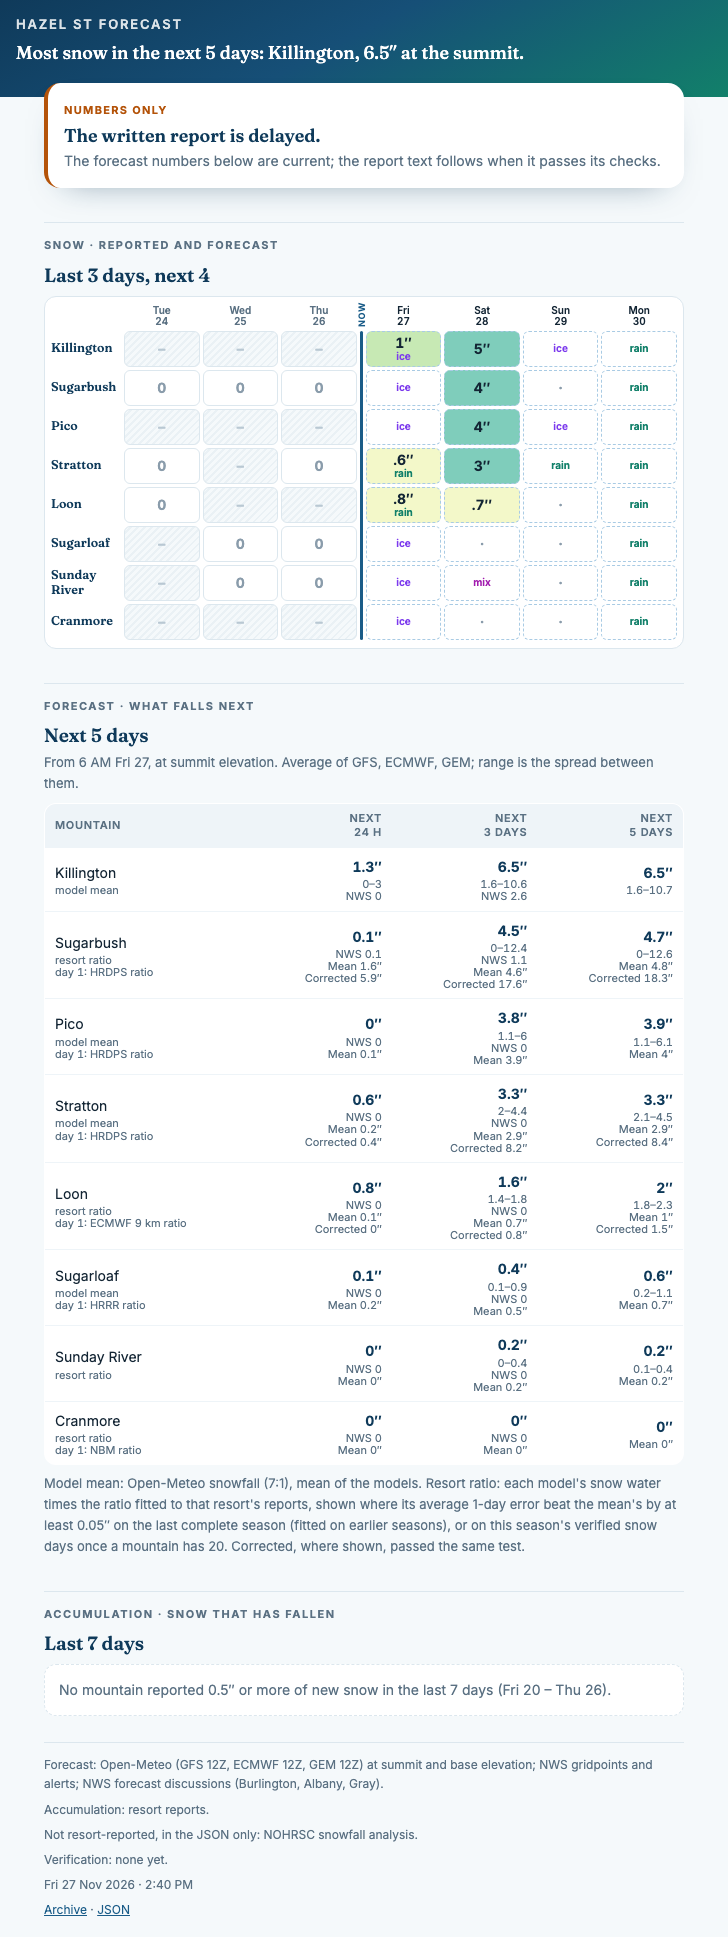 HAZEL ST FORECAST
Most snow in the next 5 days: Killington, 6.5″ at the summit.
NUMBERS ONLY
The written report is delayed.
The forecast numbers below are current; the report text follows when it passes its checks.
SNOW · REPORTED AND FORECAST
Last 3 days, next 4
Tue Wed Thu NOW Fri Sat Sun Mon
24 25 26 27 28 29 30
Killington – – – 1″ ice 5″ ice rain
Sugarbush 0 0 0 ice 4″ · rain
Pico – – – ice 4″ ice rain
Stratton 0 – 0 .6″ rain 3″ rain rain
Loon 0 – – .8″ rain .7″ · rain
Sugarloaf – 0 0 ice · · rain
Sunday River – 0 0 ice mix · rain
Cranmore – – – ice · · rain
FORECAST · WHAT FALLS NEXT
Next 5 days
From 6 AM Fri 27, at summit elevation. Average of GFS, ECMWF, GEM; range is the spread between
them.
MOUNTAIN NEXT 24 H NEXT 3 DAYS NEXT 5 DAYS
Killington 1.3″ 6.5″ 6.5″
model mean 0–3 1.6–10.6 1.6–10.7
NWS 0 NWS 2.6
Sugarbush 0.1″ 4.5″ 4.7″
resort ratio NWS 0.1 0–12.4 0–12.6
day 1: HRDPS ratio Mean 1.6″ NWS 1.1 Mean 4.8″
Corrected 5.9″ Mean 4.6″ Corrected 18.3″
Corrected 17.6″
Pico 0″ 3.8″ 3.9″
model mean NWS 0 1.1–6 1.1–6.1
day 1: HRDPS ratio Mean 0.1″ NWS 0 Mean 4″
Mean 3.9″
Stratton 0.6″ 3.3″ 3.3″
model mean NWS 0 2–4.4 2.1–4.5
day 1: HRDPS ratio Mean 0.2″ NWS 0 Mean 2.9″
Corrected 0.4″ Mean 2.9″ Corrected 8.4″
Corrected 8.2″
Loon 0.8″ 1.6″ 2″
resort ratio NWS 0 1.4–1.8 1.8–2.3
day 1: ECMWF 9 km ratio Mean 0.1″ NWS 0 Mean 1″
Corrected 0″ Mean 0.7″ Corrected 1.5″
Corrected 0.8″
Sugarloaf 0.1″ 0.4″ 0.6″
model mean NWS 0 0.1–0.9 0.2–1.1
day 1: HRRR ratio Mean 0.2″ NWS 0 Mean 0.7″
Mean 0.5″
Sunday River 0″ 0.2″ 0.2″
resort ratio NWS 0 0–0.4 0.1–0.4
Mean 0″ NWS 0 Mean 0.2″
Mean 0.2″
Cranmore 0″ 0″ 0″
resort ratio NWS 0 NWS 0 Mean 0″
day 1: NBM ratio Mean 0″ Mean 0″
Model mean: Open-Meteo snowfall (7:1), mean of the models. Resort ratio: each model's snow water
times the ratio fitted to that resort's reports, shown where its average 1-day error beat the mean's by at
least 0.05″ on the last complete season (fitted on earlier seasons), or on this season's verified snow
days once a mountain has 20. Corrected, where shown, passed the same test.
ACCUMULATION · SNOW THAT HAS FALLEN
Last 7 days
No mountain reported 0.5″ or more of new snow in the last 7 days (Fri 20 – Thu 26).
Forecast: Open-Meteo (GFS 12Z, ECMWF 12Z, GEM 12Z) at summit and base elevation; NWS gridpoints and
alerts; NWS forecast discussions (Burlington, Albany, Gray).
Accumulation: resort reports.
Not resort-reported, in the JSON only: NOHRSC snowfall analysis.
Verification: none yet.
Fri 27 Nov 2026 · 2:40 PM
Archive · JSON